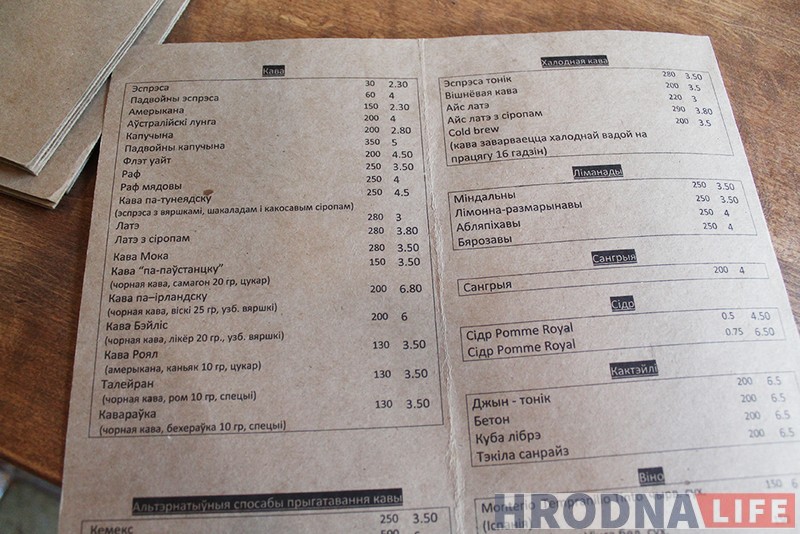 Кава
Эспрэса 30 2.30
Падвойны эспрэса 60 4
Амерыкана 150 2.30
Аўстралійскі лунга 200 4
Капучына 200 2.80
Падвойны капучына 350 5
Флэт уайт 200 4.50
Раф 250 3.50
Раф мядовы 250 4
Кава па-тунеядску 250 4.5
(эспрэса з вяршкамі, шакаладам і какосавым сіропам)
Латэ 280 3
Латэ з сіропам 280 3.80
Кава Мока 280 3.50
Кава "па-паўстанцку" 150 3.50
(чорная кава, самагон 20 гр, цукар)
Кава па–ірландску 200 6.80
(чорная кава, віскі 25 гр, узб. вяршкі)
Кава Бэйліс 200 6
(чорная кава, лікёр 20 гр., узб. вяршкі)
Кава Роял 130 3.50
(амерыкана, каньяк 10 гр, цукар)
Талейран 130 3.50
(чорная кава, ром 10 гр, спецыі)
Кавараўка 130 3.50
(чорная кава, бехераўка 10 гр, спецыі)
Альтэрнатыўныя спосабы прыгатавання кавы
Кемекс 250 3.50
Халодная кава
Эспрэса тонік 280 3.50
Вішнёвая кава 200 3.5
Айс латэ 220 3
Айс латэ з сіропам 290 3.80
Cold brew 200 3.5
(кава заварваецца халоднай вадой на
працягу 16 гадзін)
Ліманады
Міндальны 250 3.50
Лімонна-размарынавы 250 3.50
Абляпіхавы 250 4
Бярозавы 250 4
Сангрыя
Сангрыя 200 4
Сідр
Сідр Pomme Royal 0.5 4.50
Сідр Pomme Royal 0.75 6.50
Кактэйлі
Джын - тонік 200 6.5
Бетон 200 6.5
Куба лібрэ 200 6.5
Тэкіла санрайз 200 6.5
Віно
Monterio Tempranillo 150 6
(Іспанія)
HRODNA LIFE